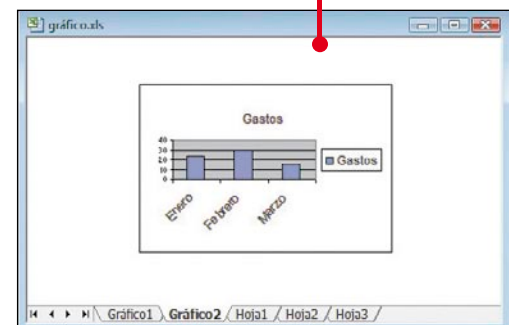 gráfico.xls
Gastos
40
30
20
10
0
Gastos
Enero
Febrero
Marzo
Gráfico1 Gráfico2 Hoja1 Hoja2 Hoja3